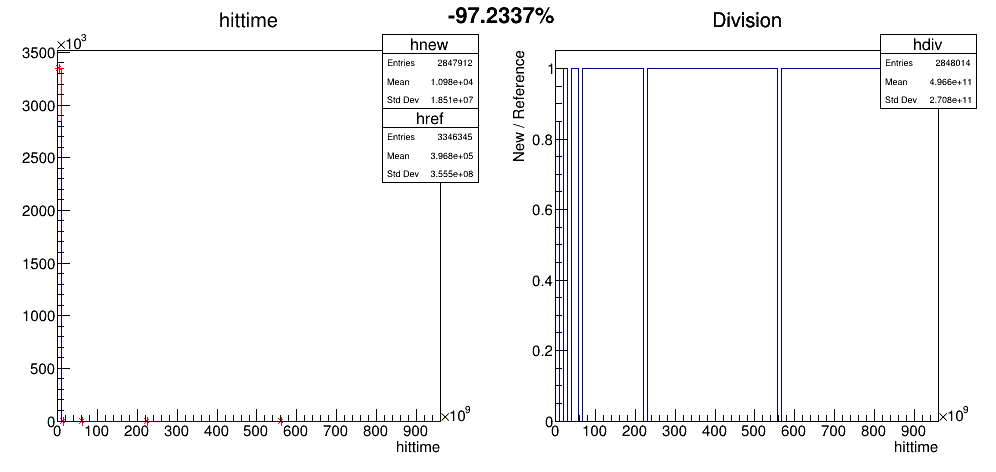 -97.2337%
hittime
×10³
hnew
Entries 2847912
Mean 1.098e+04
Std Dev 1.851e+07
href
Entries 3346345
Mean 3.968e+05
Std Dev 3.555e+08
3500
3000
2500
2000
1500
1000
500
0
0 100 200 300 400 500 600 700 800 900
×10⁹
hittime
Division
hdiv
Entries 2848014
Mean 4.966e+11
Std Dev 2.708e+11
New / Reference
1
0.8
0.6
0.4
0.2
0
0 100 200 300 400 500 600 700 800 900
×10⁹
hittime